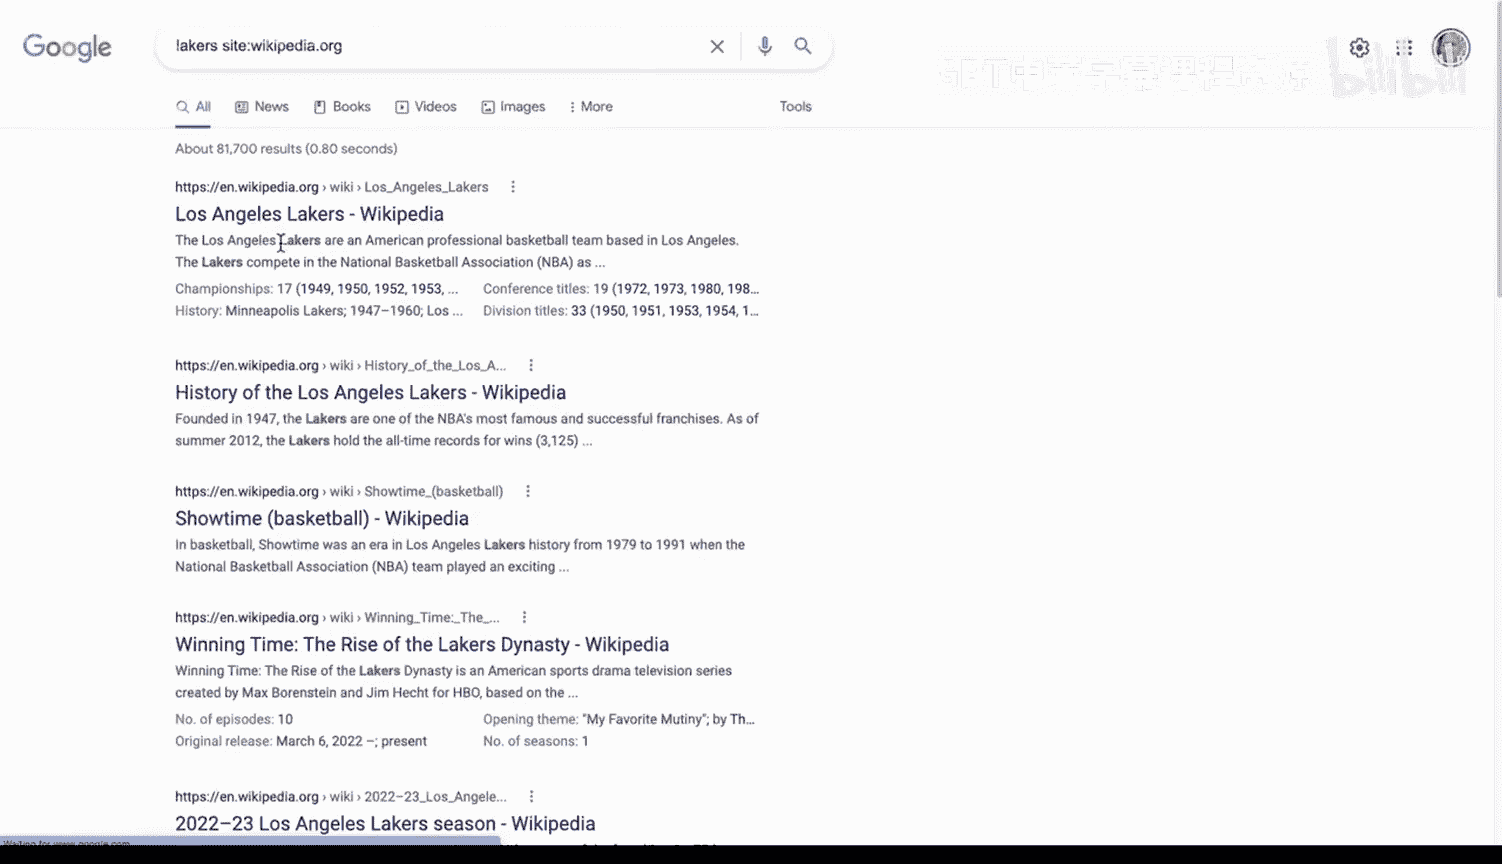 Google
lakers site:wikipedia.org
All News Books Videos Images More Tools
About 81,700 results (0.80 seconds)
https://en.wikipedia.org › wiki › Los_Angeles_Lakers
Los Angeles Lakers - Wikipedia
The Los Angeles Lakers are an American professional basketball team based in Los Angeles.
The Lakers compete in the National Basketball Association (NBA) as ...
Championships: 17 (1949, 1950, 1952, 1953, ... Conference titles: 19 (1972, 1973, 1980, 198...
History: Minneapolis Lakers; 1947–1960; Los ... Division titles: 33 (1950, 1951, 1953, 1954, 1...
https://en.wikipedia.org › wiki › History_of_the_Los_A...
History of the Los Angeles Lakers - Wikipedia
Founded in 1947, the Lakers are one of the NBA's most famous and successful franchises. As of
summer 2012, the Lakers hold the all-time records for wins (3,125) ...
https://en.wikipedia.org › wiki › Showtime_(basketball)
Showtime (basketball) - Wikipedia
In basketball, Showtime was an era in Los Angeles Lakers history from 1979 to 1991 when the
National Basketball Association (NBA) team played an exciting ...
https://en.wikipedia.org › wiki › Winning_Time:_The_...
Winning Time: The Rise of the Lakers Dynasty - Wikipedia
Winning Time: The Rise of the Lakers Dynasty is an American sports drama television series
created by Max Borenstein and Jim Hecht for HBO, based on the ...
No. of episodes: 10 Opening theme: "My Favorite Mutiny"; by Th...
Original release: March 6, 2022 –; present No. of seasons: 1
https://en.wikipedia.org › wiki › 2022–23_Los_Angele...
2022–23 Los Angeles Lakers season - Wikipedia
Waiting for www.google.com
bilibili